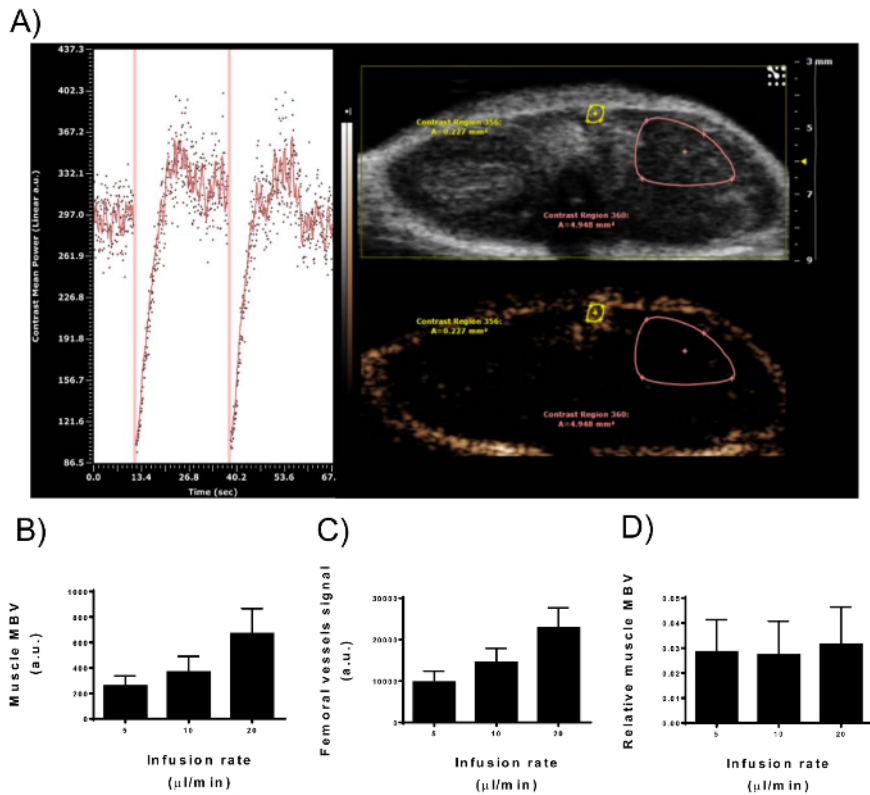 A)
437.3
402.3
367.2
332.1
297.0
261.9
226.8
191.8
156.7
121.6
86.5
Contrast Mean Power (Linear a.u.)
0.0 13.4 26.8 40.2 53.6 67.
Time (sec)
Contrast Region 356:
A=0.227 mm²
Contrast Region 360:
A=4.948 mm²
3 mm
5
7
9
Contrast Region 356:
A=0.227 mm²
Contrast Region 360:
A=4.948 mm²
B)
Muscle MBV
(a.u.)
1000
800
600
400
200
0
5 10 20
Infusion rate
(µl/min)
C)
Femoral vessels signal
(a.u.)
30000
20000
10000
0
5 10 20
Infusion rate
(µl/min)
D)
Relative muscle MBV
0.05
0.04
0.03
0.02
0.01
0.00
5 10 20
Infusion rate
(µl/min)